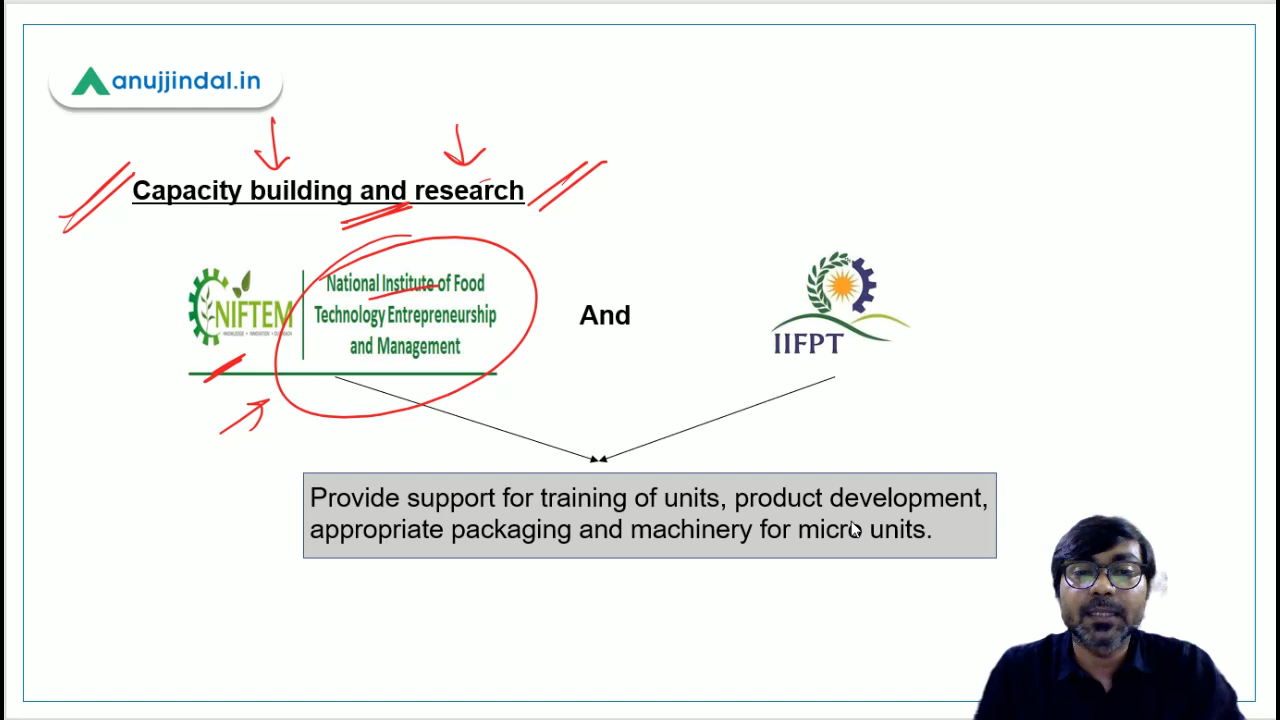 anujjindal.in
Capacity building and research
NIFTEM
National Institute of Food
Technology Entrepreneurship
and Management
And
IIFPT
Provide support for training of units, product development,
appropriate packaging and machinery for micro units.